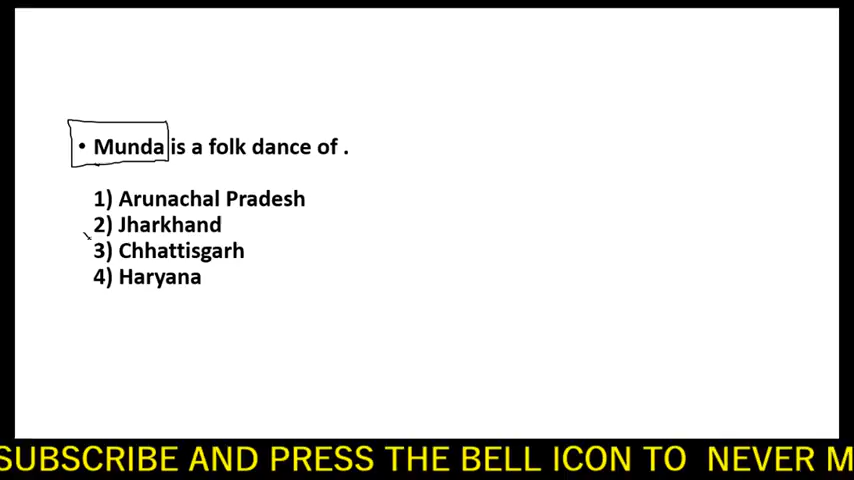 • Munda is a folk dance of .
1) Arunachal Pradesh
2) Jharkhand
3) Chhattisgarh
4) Haryana
SUBSCRIBE AND PRESS THE BELL ICON TO NEVER M